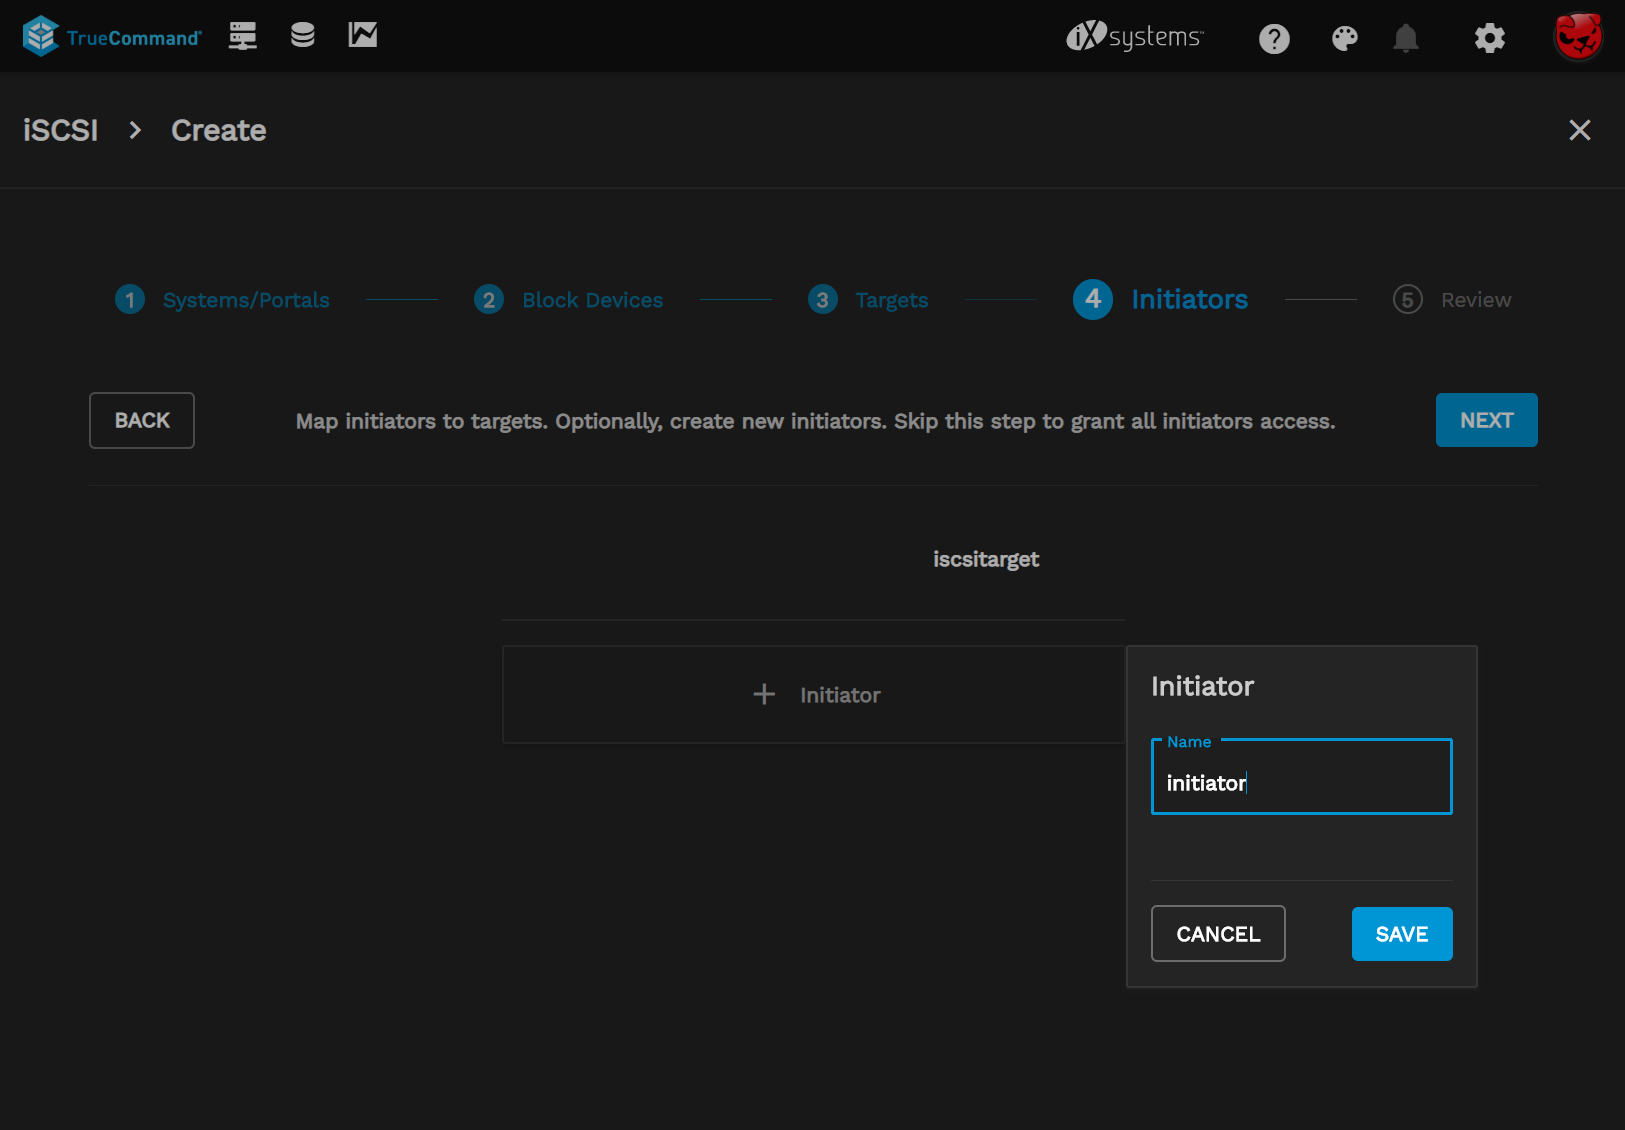 TrueCommand®
iXsystems™
iSCSI > Create
1 Systems/Portals
2 Block Devices
3 Targets
4 Initiators
5 Review
BACK
Map initiators to targets. Optionally, create new initiators. Skip this step to grant all initiators access.
NEXT
iscsitarget
+ Initiator
Initiator
Name
initiator
CANCEL
SAVE